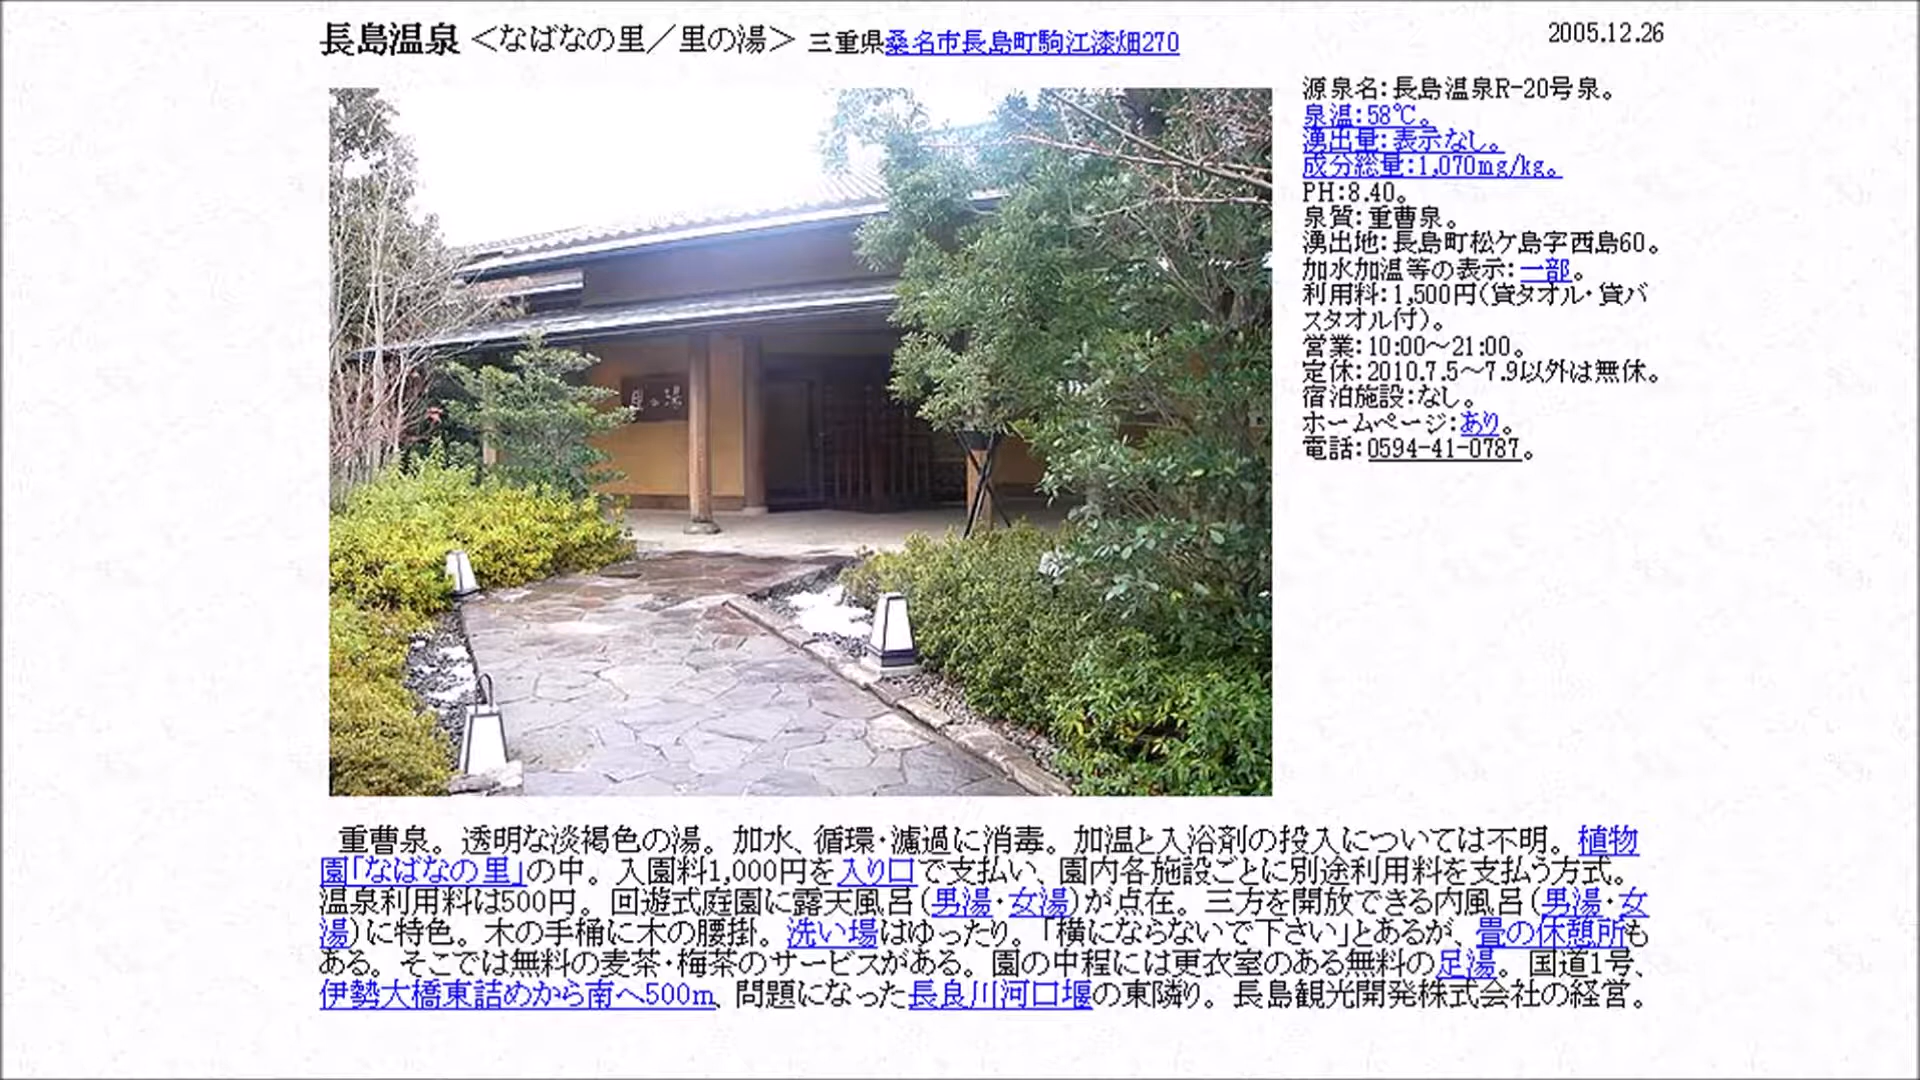 長島温泉 ＜なばなの里／里の湯＞ 三重県桑名市長島町駒江漆畑270
2005.12.26
源泉名：長島温泉R-20号泉。
泉温：58℃。
湧出量：表示なし。
成分総量：1,070mg/kg。
PH：8.40。
泉質：重曹泉。
湧出地：長島町松ケ島字西島60。
加水加温等の表示：一部。
利用料：1,500円（貸タオル・貸バ
スタオル付）。
営業：10:00～21:00。
定休：2010.7.5～7.9以外は無休。
宿泊施設：なし。
ホームページ：あり。
電話：0594-41-0787。
里の湯
重曹泉。透明な淡褐色の湯。加水、循環・濾過に消毒。加温と入浴剤の投入については不明。植物
園「なばなの里」の中。入園料1,000円を入り口で支払い、園内各施設ごとに別途利用料を支払う方式。
温泉利用料は500円。回遊式庭園に露天風呂（男湯・女湯）が点在。三方を開放できる内風呂（男湯・女
湯）に特色。木の手桶に木の腰掛。洗い場はゆったり。「横にならないで下さい」とあるが、畳の休憩所も
ある。そこでは無料の麦茶・梅茶のサービスがある。園の中程には更衣室のある無料の足湯。国道1号、
伊勢大橋東詰めから南へ500m、問題になった長良川河口堰の東隣り。長島観光開発株式会社の経営。